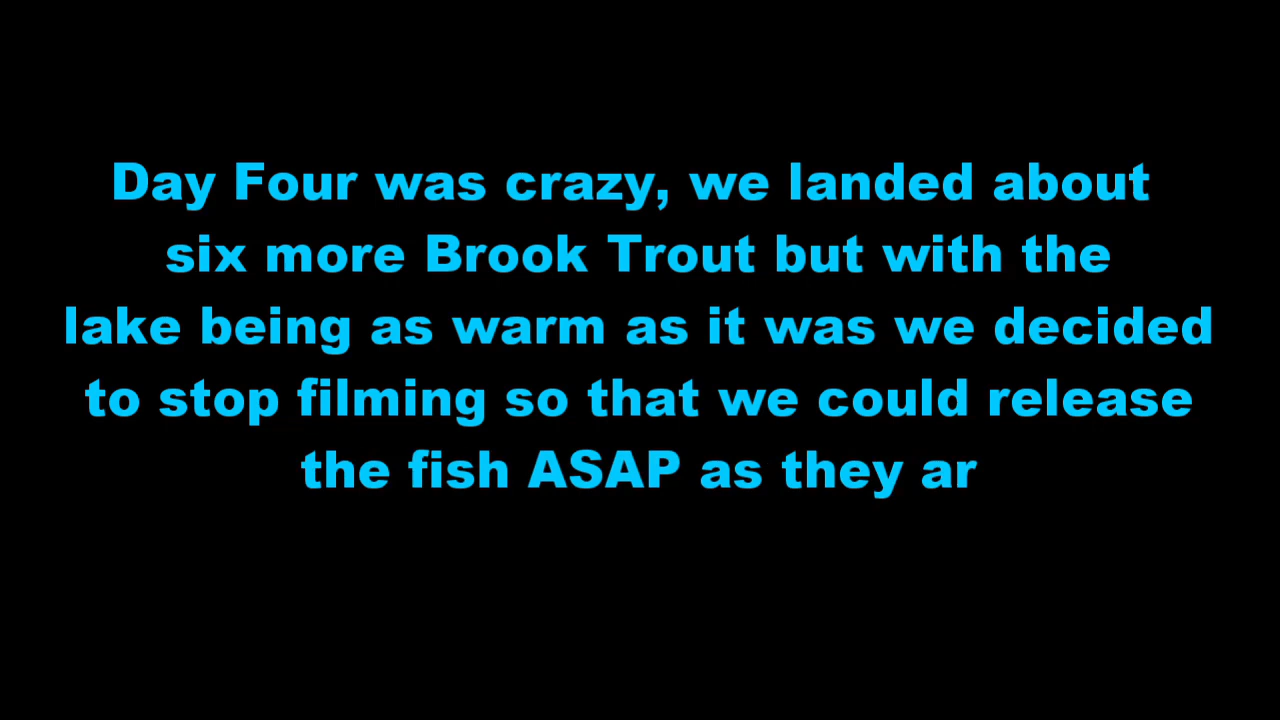 Day Four was crazy, we landed about
six more Brook Trout but with the
lake being as warm as it was we decided
to stop filming so that we could release
the fish ASAP as they ar